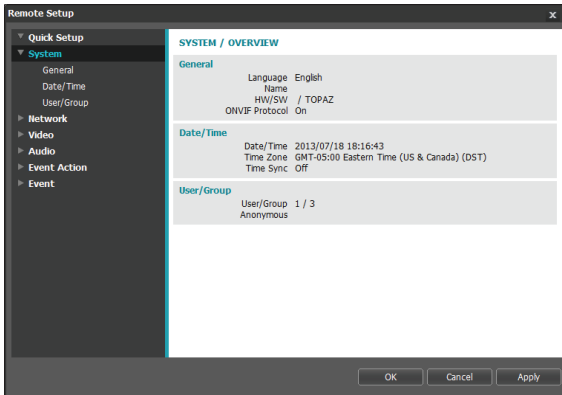 Remote Setup x
Quick Setup
System
General
Date/Time
User/Group
Network
Video
Audio
Event Action
Event
SYSTEM / OVERVIEW
General
Language English
Name
HW/SW / TOPAZ
ONVIF Protocol On
Date/Time
Date/Time 2013/07/18 18:16:43
Time Zone GMT-05:00 Eastern Time (US & Canada) (DST)
Time Sync Off
User/Group
User/Group 1 / 3
Anonymous
OK Cancel Apply